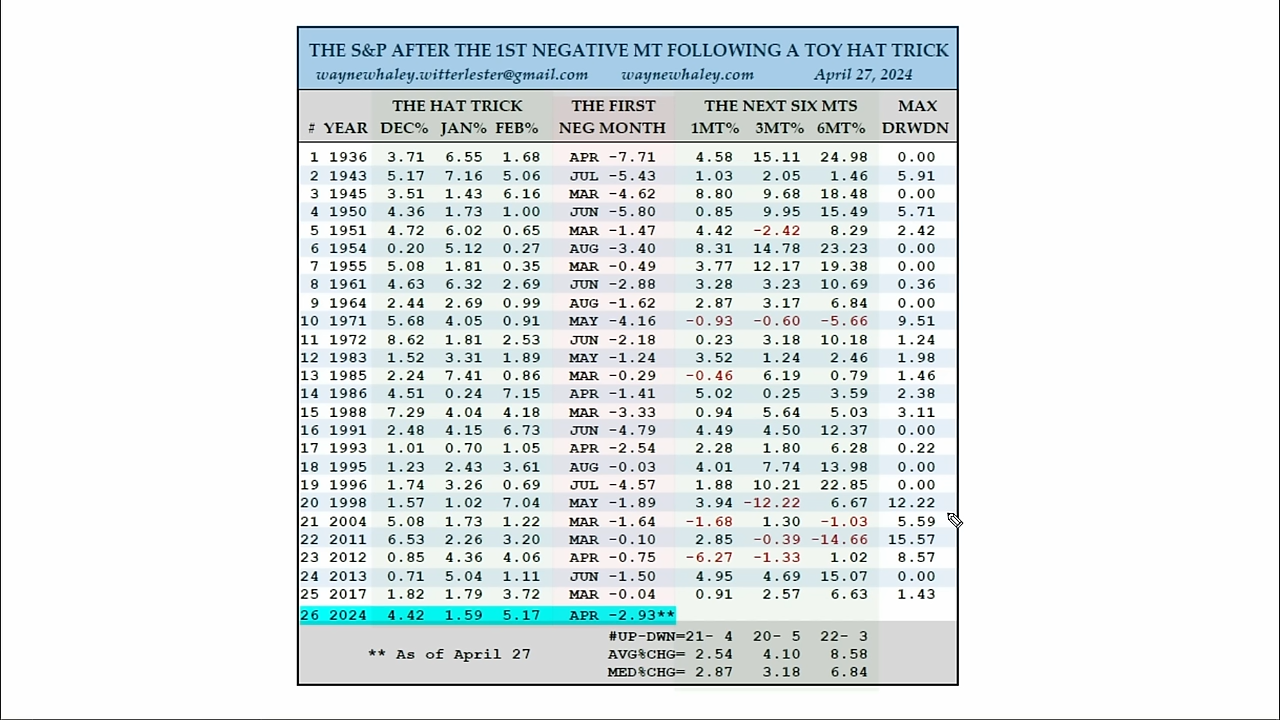 THE S&P AFTER THE 1ST NEGATIVE MT FOLLOWING A TOY HAT TRICK
waynewhaley.witterlester@gmail.com waynewhaley.com April 27, 2024
THE HAT TRICK THE FIRST THE NEXT SIX MTS MAX
# YEAR DEC% JAN% FEB% NEG MONTH 1MT% 3MT% 6MT% DRWDN
1 1936 3.71 6.55 1.68 APR -7.71 4.58 15.11 24.98 0.00
2 1943 5.17 7.16 5.06 JUL -5.43 1.03 2.05 1.46 5.91
3 1945 3.51 1.43 6.16 MAR -4.62 8.80 9.68 18.48 0.00
4 1950 4.36 1.73 1.00 JUN -5.80 0.85 9.95 15.49 5.71
5 1951 4.72 6.02 0.65 MAR -1.47 4.42 -2.42 8.29 2.42
6 1954 0.20 5.12 0.27 AUG -3.40 8.31 14.78 23.23 0.00
7 1955 5.08 1.81 0.35 MAR -0.49 3.77 12.17 19.38 0.00
8 1961 4.63 6.32 2.69 JUN -2.88 3.28 3.23 10.69 0.36
9 1964 2.44 2.69 0.99 AUG -1.62 2.87 3.17 6.84 0.00
10 1971 5.68 4.05 0.91 MAY -4.16 -0.93 -0.60 -5.66 9.51
11 1972 8.62 1.81 2.53 JUN -2.18 0.23 3.18 10.18 1.24
12 1983 1.52 3.31 1.89 MAY -1.24 3.52 1.24 2.46 1.98
13 1985 2.24 7.41 0.86 MAR -0.29 -0.46 6.19 0.79 1.46
14 1986 4.51 0.24 7.15 APR -1.41 5.02 0.25 3.59 2.38
15 1988 7.29 4.04 4.18 MAR -3.33 0.94 5.64 5.03 3.11
16 1991 2.48 4.15 6.73 JUN -4.79 4.49 4.50 12.37 0.00
17 1993 1.01 0.70 1.05 APR -2.54 2.28 1.80 6.28 0.22
18 1995 1.23 2.43 3.61 AUG -0.03 4.01 7.74 13.98 0.00
19 1996 1.74 3.26 0.69 JUL -4.57 1.88 10.21 22.85 0.00
20 1998 1.57 1.02 7.04 MAY -1.89 3.94 -12.22 6.67 12.22
21 2004 5.08 1.73 1.22 MAR -1.64 -1.68 1.30 -1.03 5.59
22 2011 6.53 2.26 3.20 MAR -0.10 2.85 -0.39 -14.66 15.57
23 2012 0.85 4.36 4.06 APR -0.75 -6.27 -1.33 1.02 8.57
24 2013 0.71 5.04 1.11 JUN -1.50 4.95 4.69 15.07 0.00
25 2017 1.82 1.79 3.72 MAR -0.04 0.91 2.57 6.63 1.43
26 2024 4.42 1.59 5.17 APR -2.93**
#UP-DWN=21- 4 20- 5 22- 3
** As of April 27 AVG%CHG= 2.54 4.10 8.58
MED%CHG= 2.87 3.18 6.84